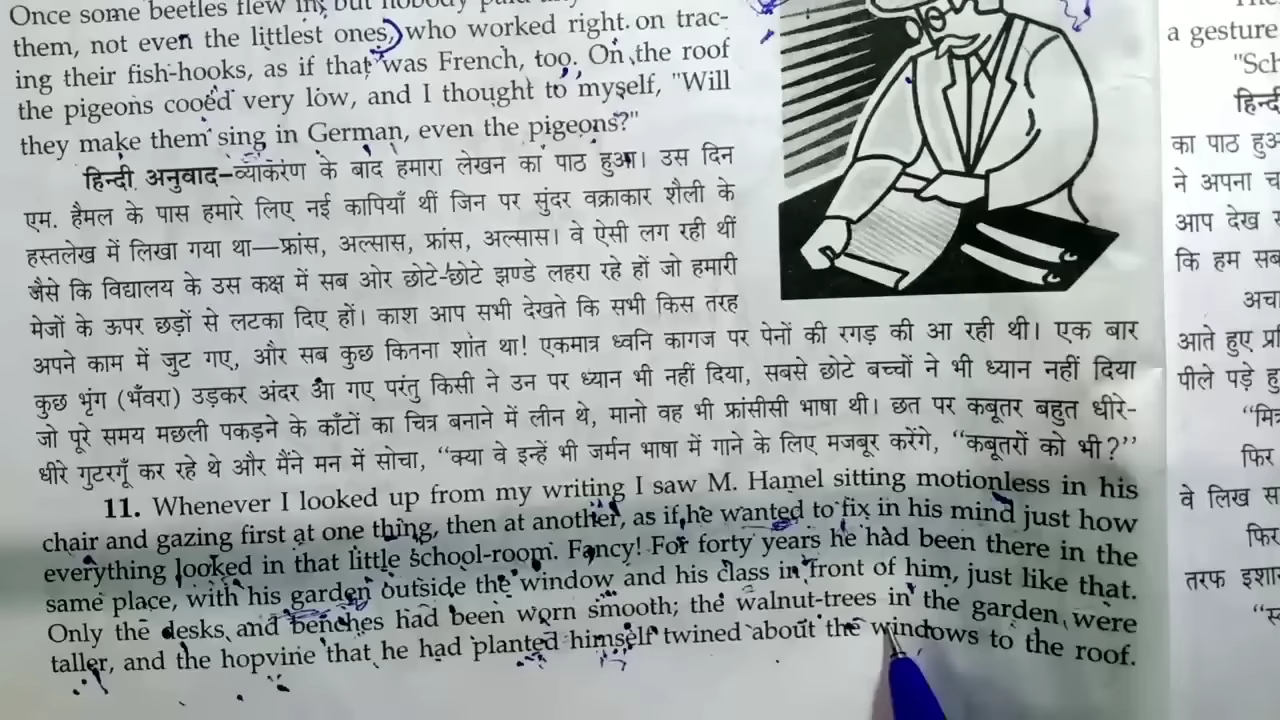 Once some beetles flew in; but nobody
them, not even the littlest ones, who worked right on trac-
ing their fish-hooks, as if that was French, too. On the roof
the pigeons cooed very low, and I thought to myself, "Will
they make them sing in German, even the pigeons?"
हिन्दी अनुवाद–व्याकरण के बाद हमारा लेखन का पाठ हुआ। उस दिन
एम. हैमल के पास हमारे लिए नई कापियाँ थीं जिन पर सुंदर वक्राकार शैली के
हस्तलेख में लिखा गया था—फ्रांस, अल्सास, फ्रांस, अल्सास। वे ऐसी लग रही थीं
जैसे कि विद्यालय के उस कक्ष में सब ओर छोटे-छोटे झण्डे लहरा रहे हों जो हमारी
मेजों के ऊपर छड़ों से लटका दिए हों। काश आप सभी देखते कि सभी किस तरह
अपने काम में जुट गए, और सब कुछ कितना शांत था! एकमात्र ध्वनि कागज पर पेनों की रगड़ की आ रही थी। एक बार
कुछ भृंग (भँवरा) उड़कर अंदर आ गए परंतु किसी ने उन पर ध्यान भी नहीं दिया, सबसे छोटे बच्चों ने भी ध्यान नहीं दिया
जो पूरे समय मछली पकड़ने के काँटों का चित्र बनाने में लीन थे, मानो वह भी फ्रांसीसी भाषा थी। छत पर कबूतर बहुत धीरे-
धीरे गुटरगूँ कर रहे थे और मैंने मन में सोचा, “क्या वे इन्हें भी जर्मन भाषा में गाने के लिए मजबूर करेंगे, “कबूतरों को भी?”
11. Whenever I looked up from my writing I saw M. Hamel sitting motionless in his
chair and gazing first at one thing, then at another, as if he wanted to fix in his mind just how
everything looked in that little school-room. Fancy! For forty years he had been there in the
same place, with his garden outside the window and his class in front of him, just like that.
Only the desks and benches had been worn smooth; the walnut-trees in the garden were
taller, and the hopvine that he had planted himself twined about the windows to the roof.
a gesture
"Sch
हिन्दी
का पाठ हुआ
ने अपना च
आप देख
कि हम सब
अचा
आते हुए प्रा
पीले पड़े हु
“मि
फिर
वे लिख स
फिर
तरफ इशा
“स